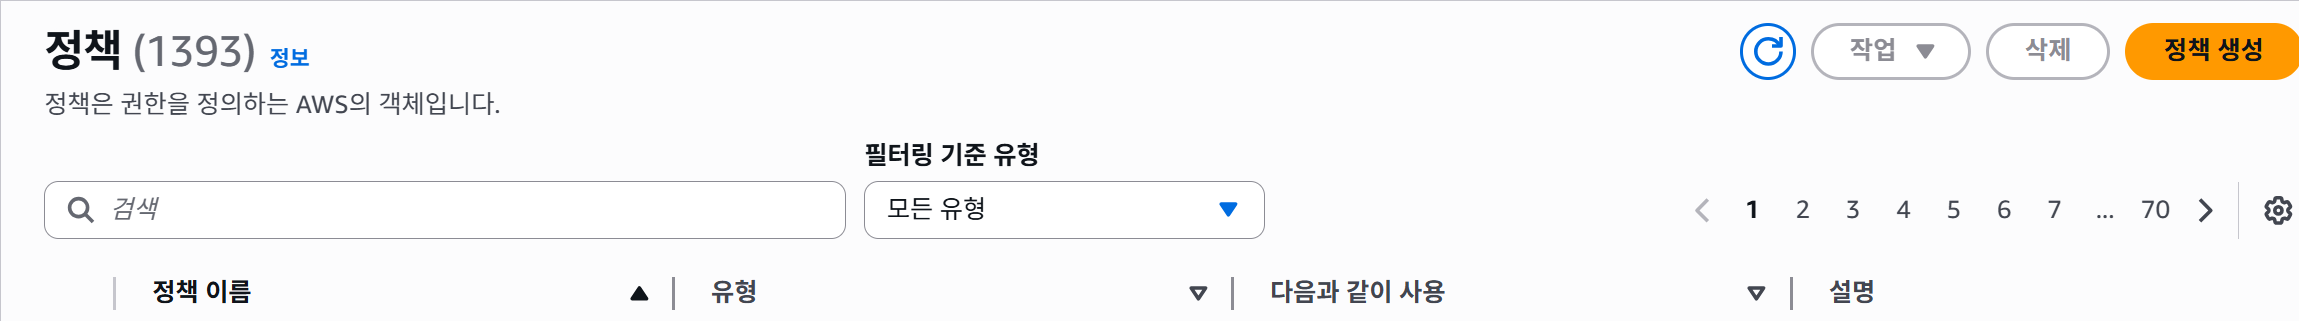 정책 (1393) 정보
작업 삭제 정책 생성
정책은 권한을 정의하는 AWS의 객체입니다.
필터링 기준 유형
검색 모든 유형 1 2 3 4 5 6 7 ... 70
정책 이름 유형 다음과 같이 사용 설명